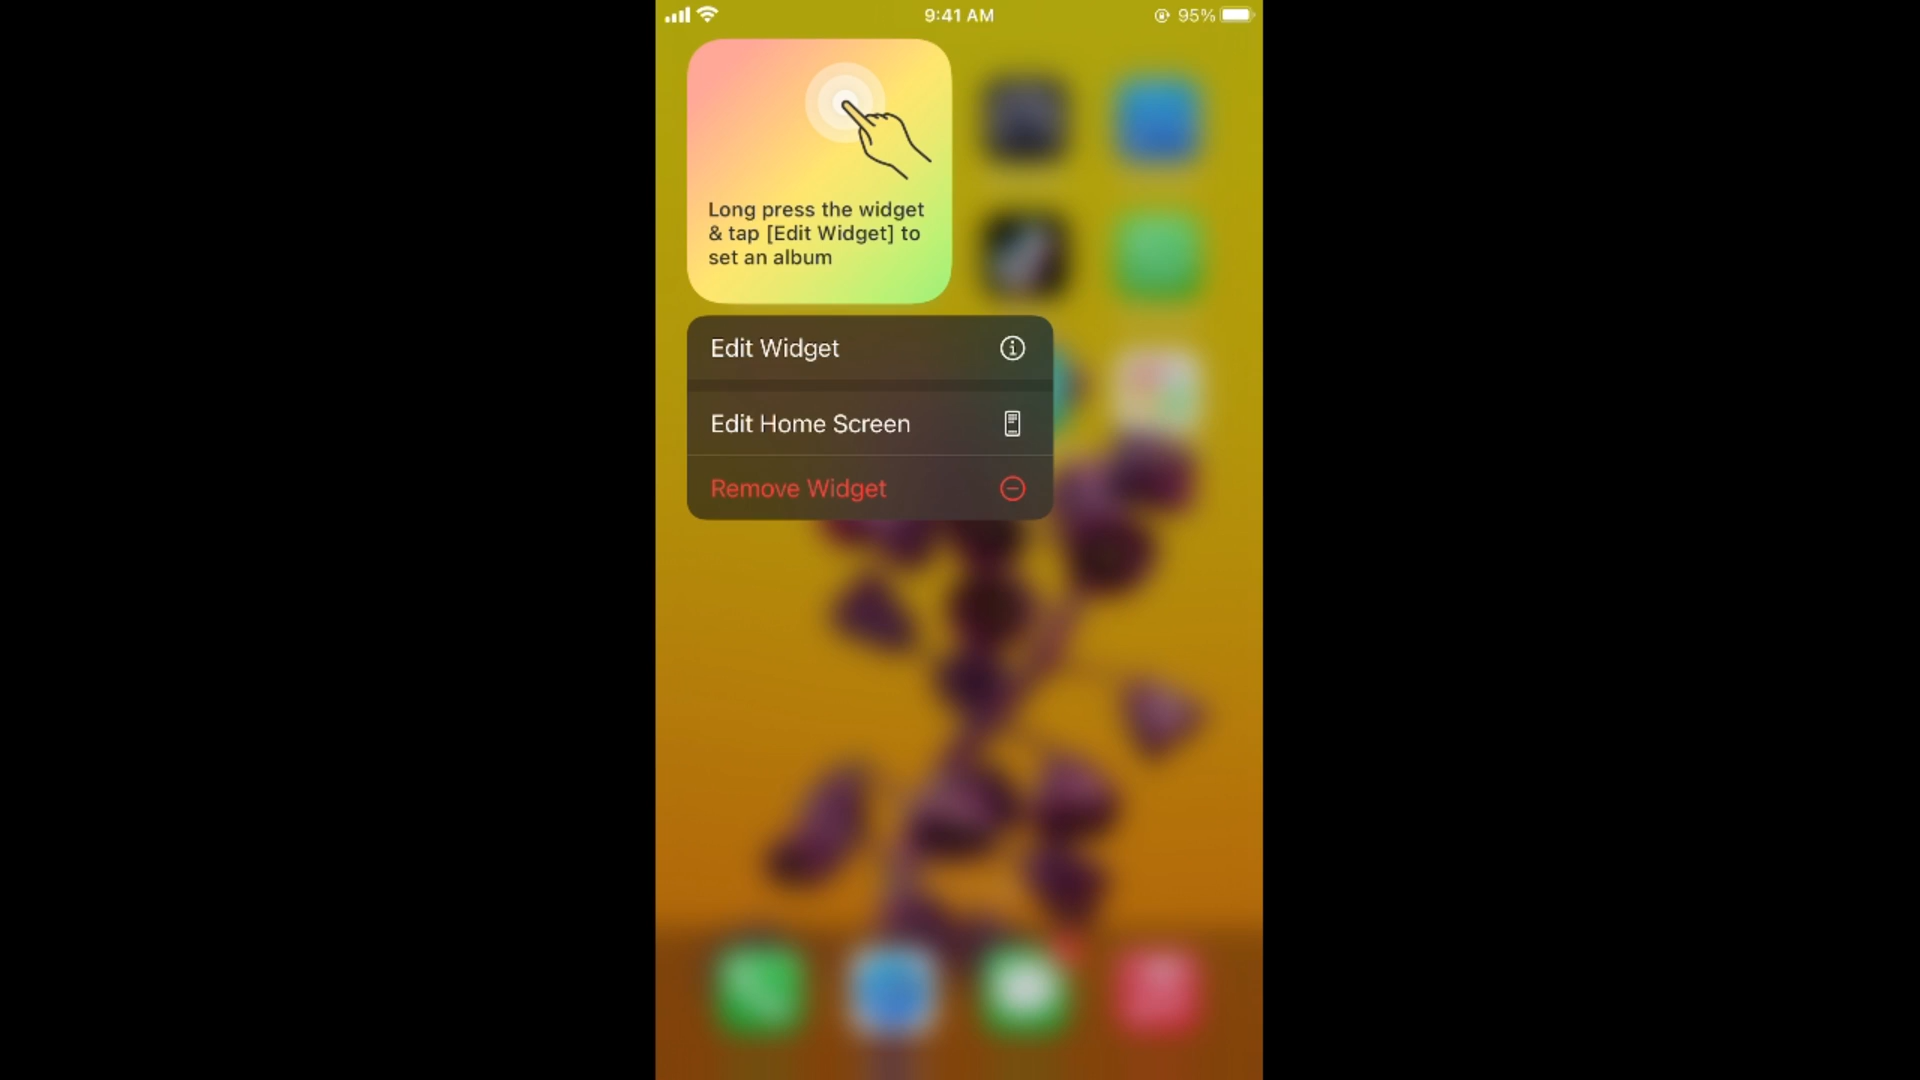 9:41 AM
95%
Long press the widget
& tap [Edit Widget] to
set an album
Edit Widget
Edit Home Screen
Remove Widget